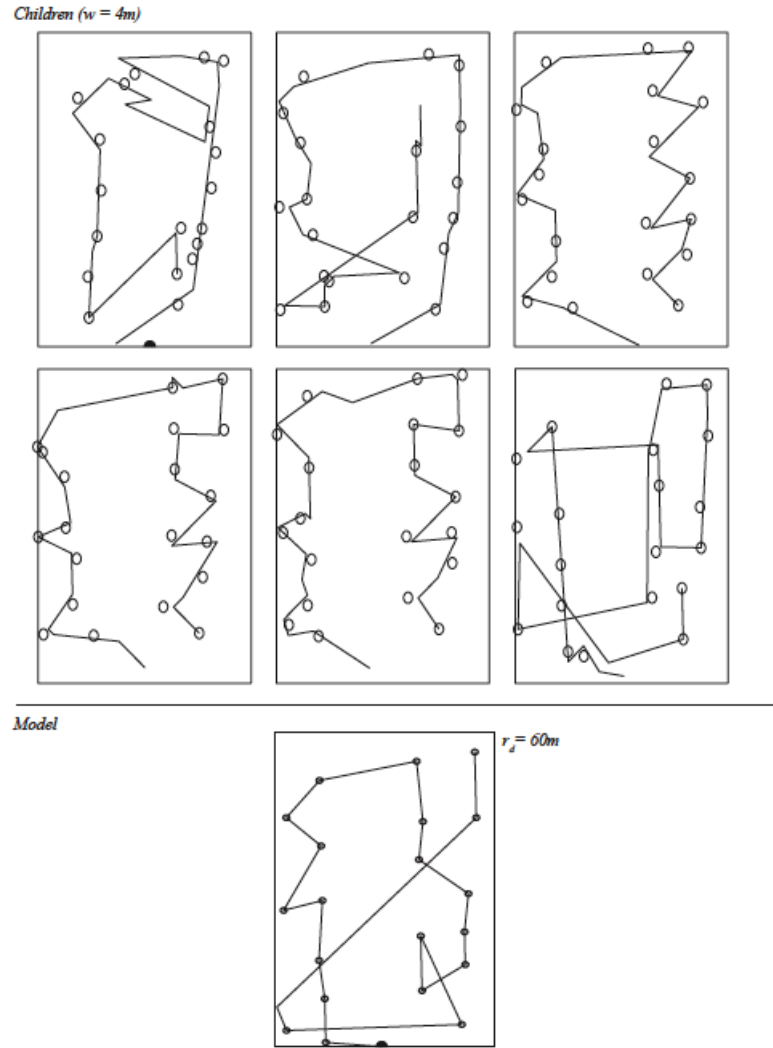 Children (w = 4m)
Model
r_d = 60m